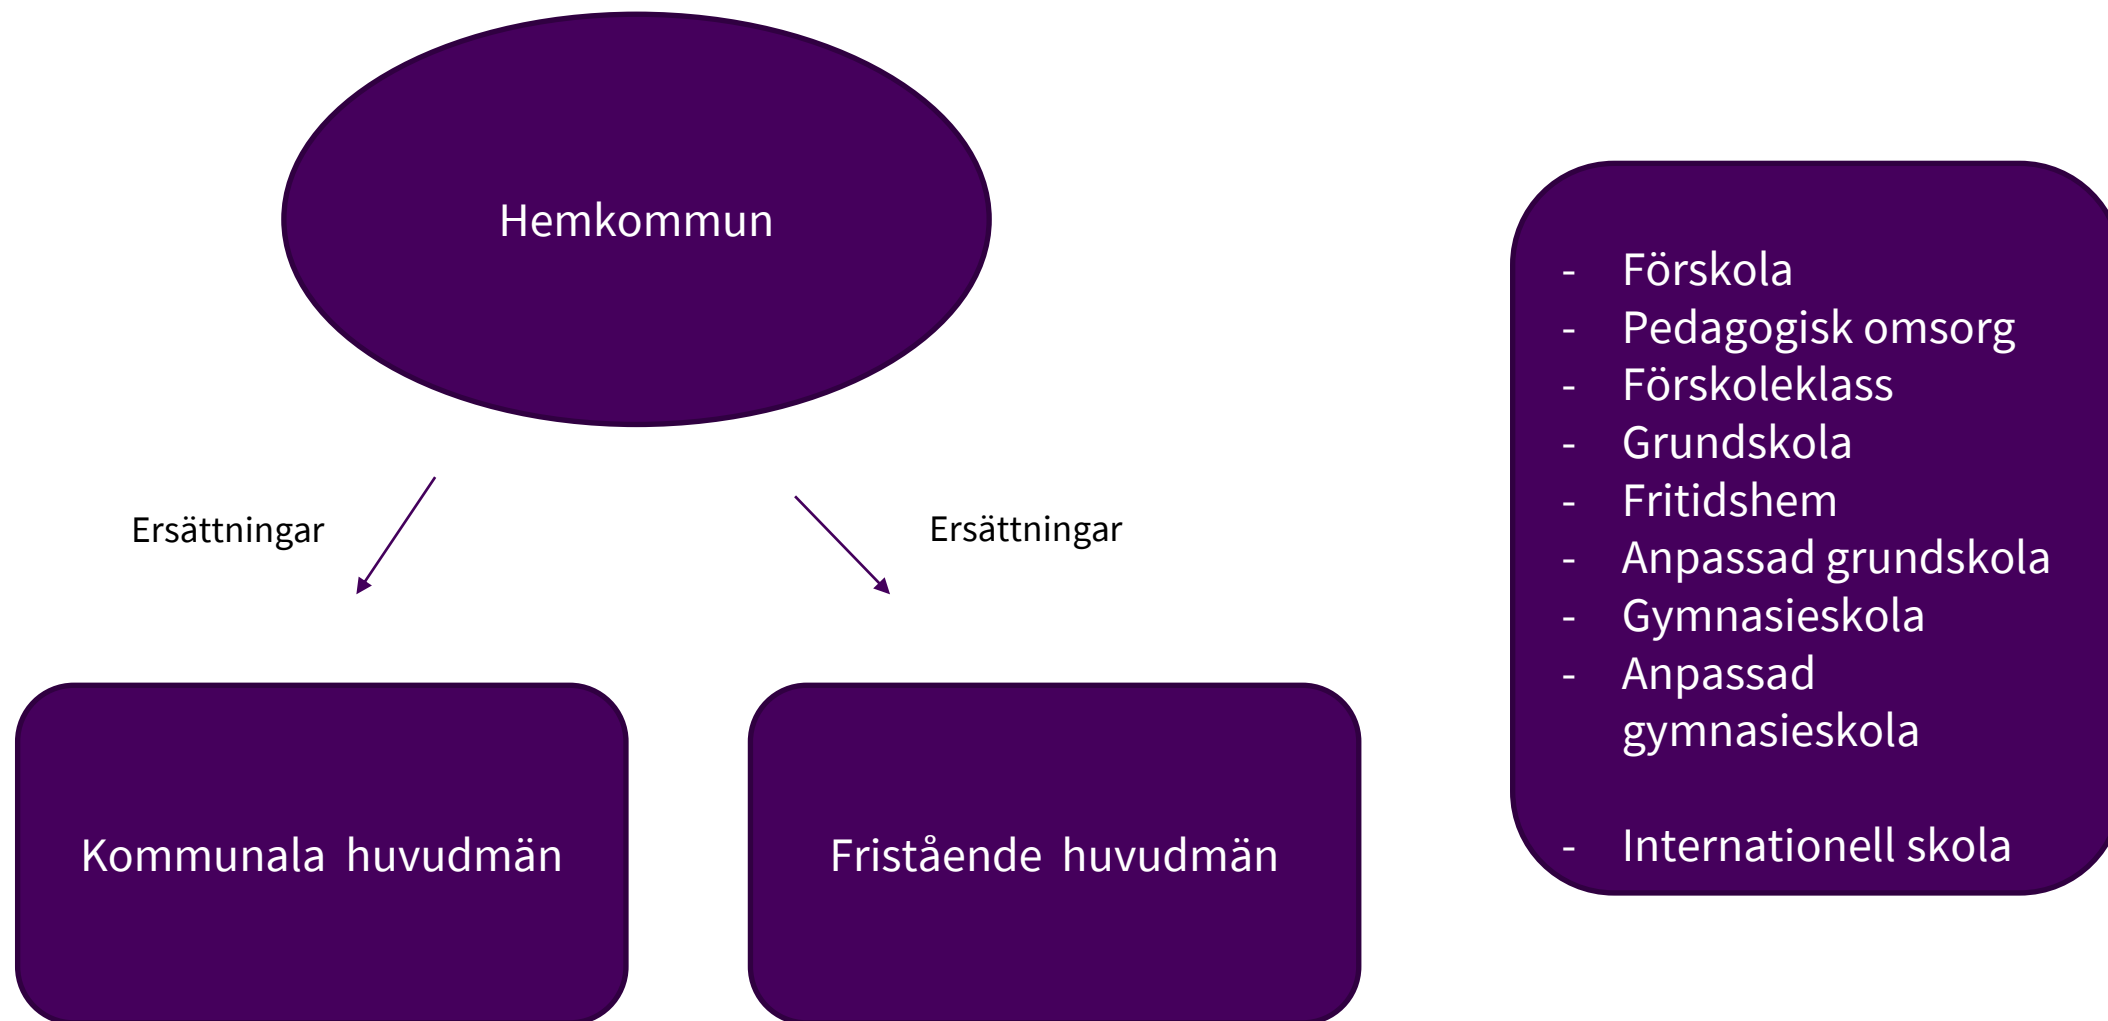 Hemkommun
Ersättningar
Ersättningar
Kommunala huvudmän
Fristående huvudmän
- Förskola
- Pedagogisk omsorg
- Förskoleklass
- Grundskola
- Fritidshem
- Anpassad grundskola
- Gymnasieskola
- Anpassad
gymnasieskola
- Internationell skola